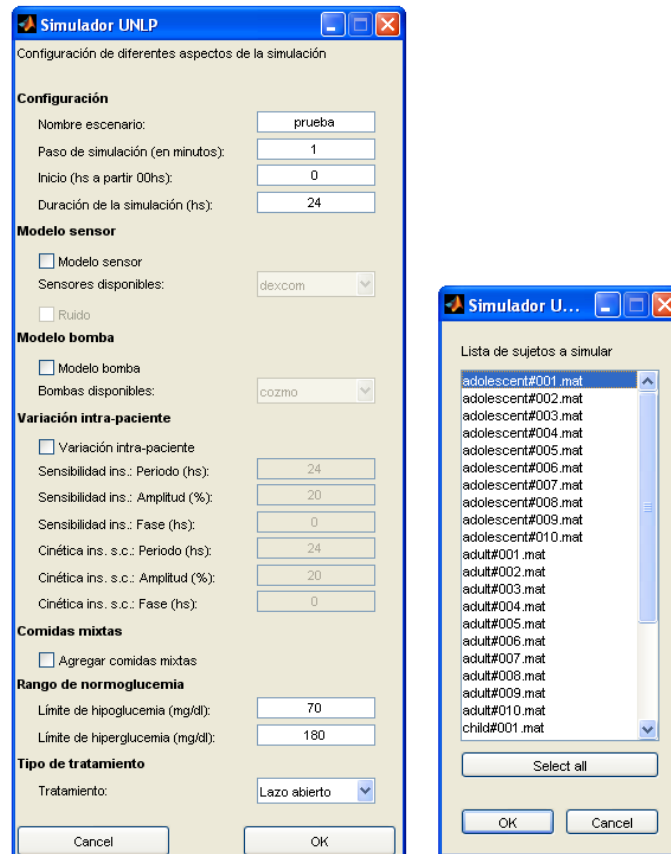 Simulador UNLP
Configuración de diferentes aspectos de la simulación
Configuración
Nombre escenario: prueba
Paso de simulación (en minutos): 1
Inicio (hs a partir 00hs): 0
Duración de la simulación (hs): 24
Modelo sensor
Modelo sensor
Sensores disponibles: dexcom
Ruido
Modelo bomba
Modelo bomba
Bombas disponibles: cozmo
Variación intra-paciente
Variación intra-paciente
Sensibilidad ins.: Periodo (hs): 24
Sensibilidad ins.: Amplitud (%): 20
Sensibilidad ins.: Fase (hs): 0
Cinética ins. s.c.: Periodo (hs): 24
Cinética ins. s.c.: Amplitud (%): 20
Cinética ins. s.c.: Fase (hs): 0
Comidas mixtas
Agregar comidas mixtas
Rango de normoglucemia
Límite de hipoglucemia (mg/dl): 70
Límite de hiperglucemia (mg/dl): 180
Tipo de tratamiento
Tratamiento: Lazo abierto
Cancel OK
Simulador U...
Lista de sujetos a simular
adolescent#001.mat
adolescent#002.mat
adolescent#003.mat
adolescent#004.mat
adolescent#005.mat
adolescent#006.mat
adolescent#007.mat
adolescent#008.mat
adolescent#009.mat
adolescent#010.mat
adult#001.mat
adult#002.mat
adult#003.mat
adult#004.mat
adult#005.mat
adult#006.mat
adult#007.mat
adult#008.mat
adult#009.mat
adult#010.mat
child#001.mat
Select all
OK Cancel